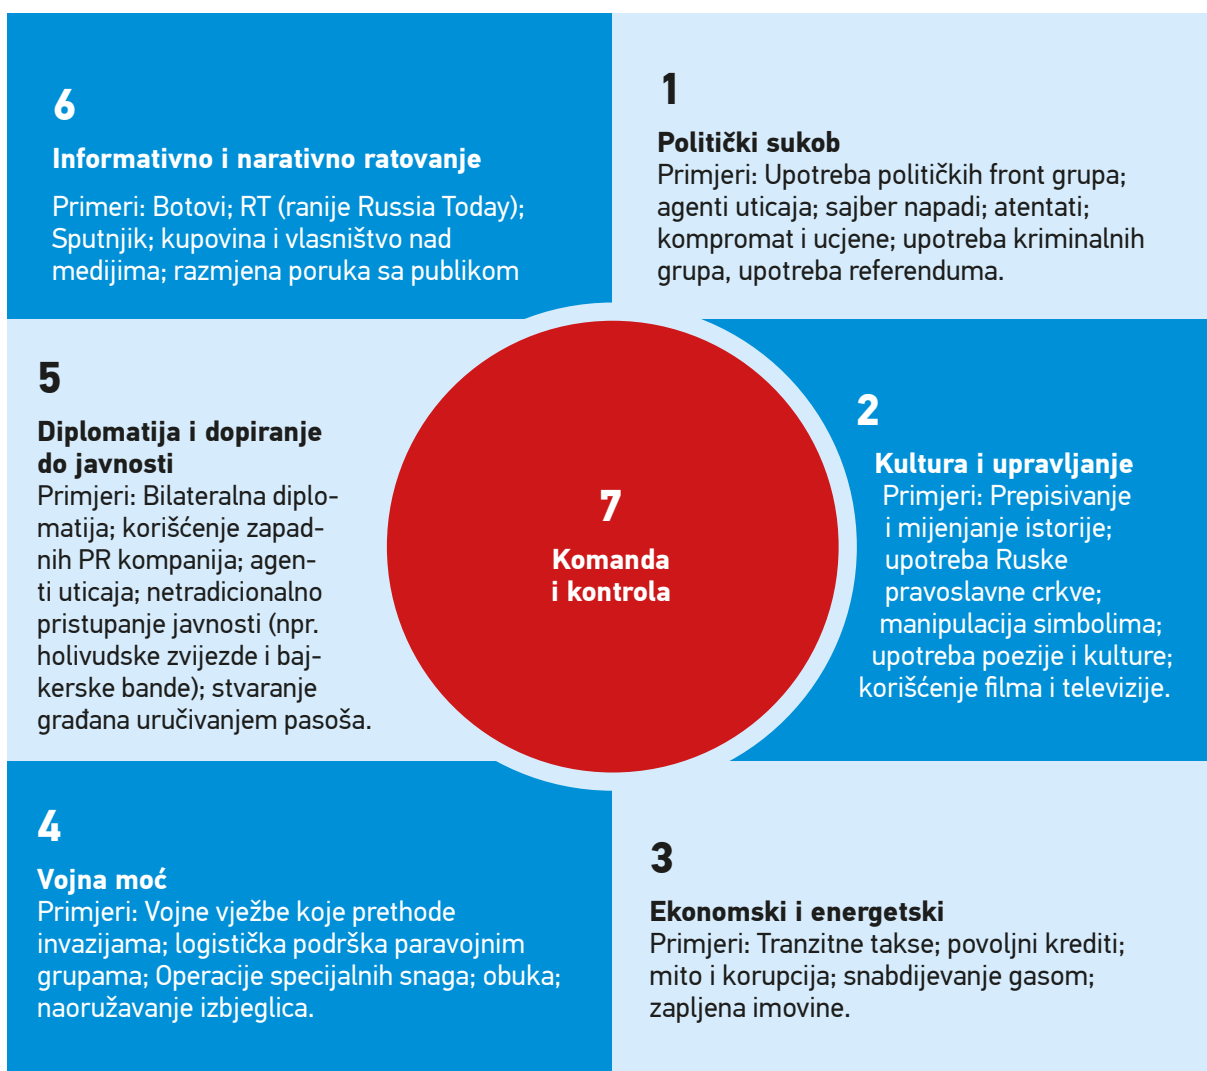 6
Informativno i narativno ratovanje
Primeri: Botovi; RT (ranije Russia Today);
Sputnjik; kupovina i vlasništvo nad
medijima; razmjena poruka sa publikom
1
Politički sukob
Primjeri: Upotreba političkih front grupa;
agenti uticaja; sajber napadi; atentati;
kompromat i ucjene; upotreba kriminalnih
grupa, upotreba referenduma.
5
Diplomatija i dopiranje
do javnosti
Primjeri: Bilateralna diplo-
matija; korišćenje zapad-
nih PR kompanija; agen-
ti uticaja; netradicionalno
pristupanje javnosti (npr.
holivudske zvijezde i baj-
kerske bande); stvaranje
građana uručivanjem pasoša.
7
Komanda
i kontrola
2
Kultura i upravljanje
Primjeri: Prepisivanje
i mijenjanje istorije;
upotreba Ruske
pravoslavne crkve;
manipulacija simbolima;
upotreba poezije i kulture;
korišćenje filma i televizije.
4
Vojna moć
Primjeri: Vojne vježbe koje prethode
invazijama; logistička podrška paravojnim
grupama; Operacije specijalnih snaga; obuka;
naoružavanje izbjeglica.
3
Ekonomski i energetski
Primjeri: Tranzitne takse; povoljni krediti;
mito i korupcija; snabdijevanje gasom;
zapljena imovine.